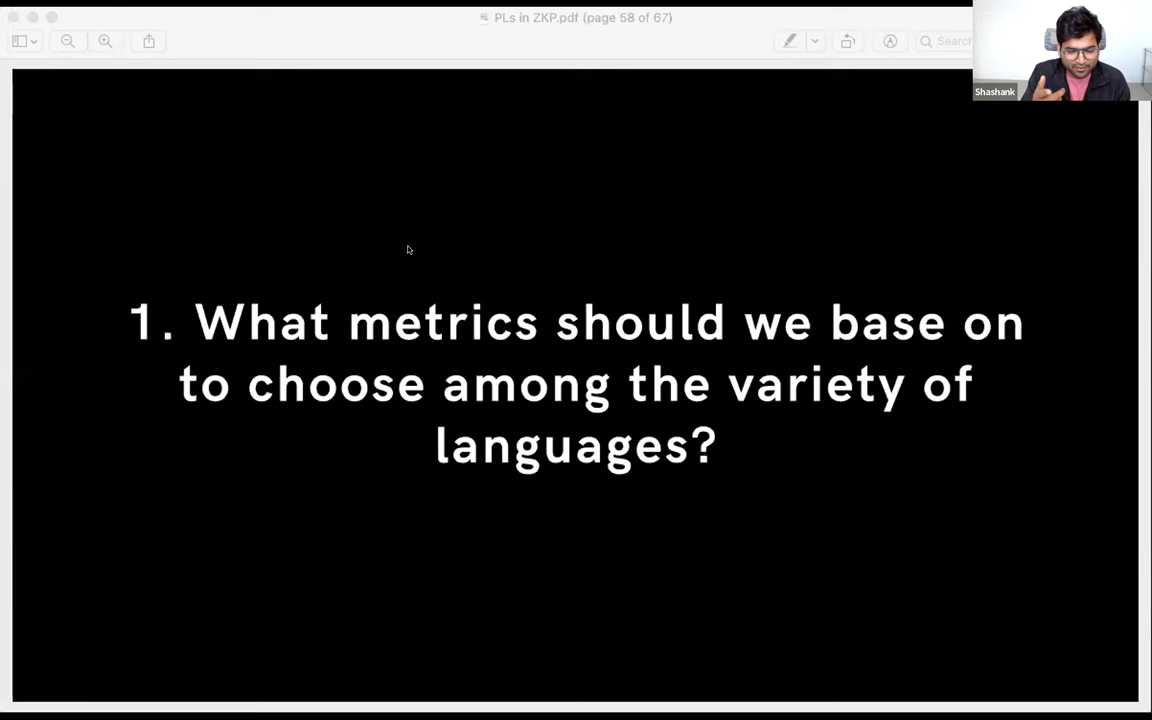 PLs in ZKP.pdf (page 58 of 67)
Search
Shashank
1. What metrics should we base on
to choose among the variety of
languages?